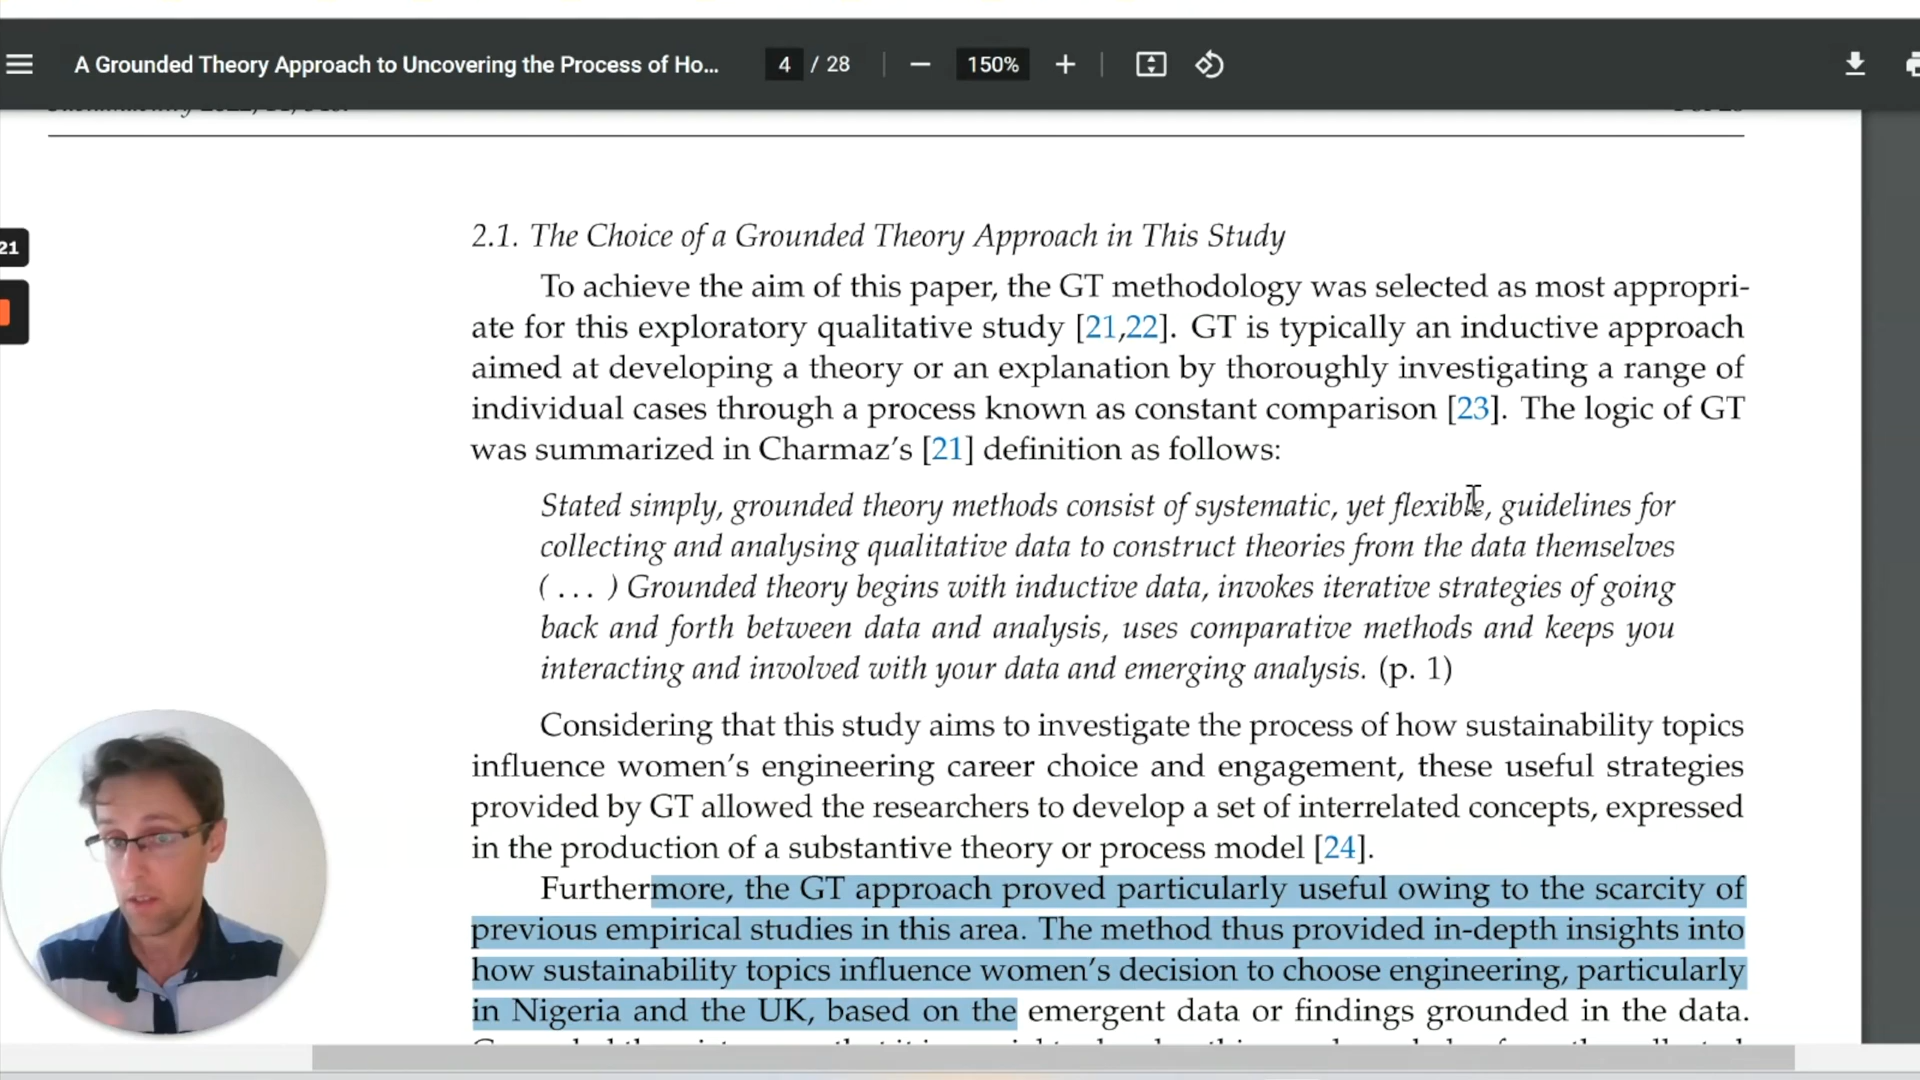 A Grounded Theory Approach to Uncovering the Process of Ho...
4 / 28
150%
21
2.1. The Choice of a Grounded Theory Approach in This Study
To achieve the aim of this paper, the GT methodology was selected as most appropri-
ate for this exploratory qualitative study [21,22]. GT is typically an inductive approach
aimed at developing a theory or an explanation by thoroughly investigating a range of
individual cases through a process known as constant comparison [23]. The logic of GT
was summarized in Charmaz's [21] definition as follows:
Stated simply, grounded theory methods consist of systematic, yet flexible, guidelines for
collecting and analysing qualitative data to construct theories from the data themselves
( . . . ) Grounded theory begins with inductive data, invokes iterative strategies of going
back and forth between data and analysis, uses comparative methods and keeps you
interacting and involved with your data and emerging analysis. (p. 1)
Considering that this study aims to investigate the process of how sustainability topics
influence women's engineering career choice and engagement, these useful strategies
provided by GT allowed the researchers to develop a set of interrelated concepts, expressed
in the production of a substantive theory or process model [24].
Furthermore, the GT approach proved particularly useful owing to the scarcity of
previous empirical studies in this area. The method thus provided in-depth insights into
how sustainability topics influence women's decision to choose engineering, particularly
in Nigeria and the UK, based on the emergent data or findings grounded in the data.